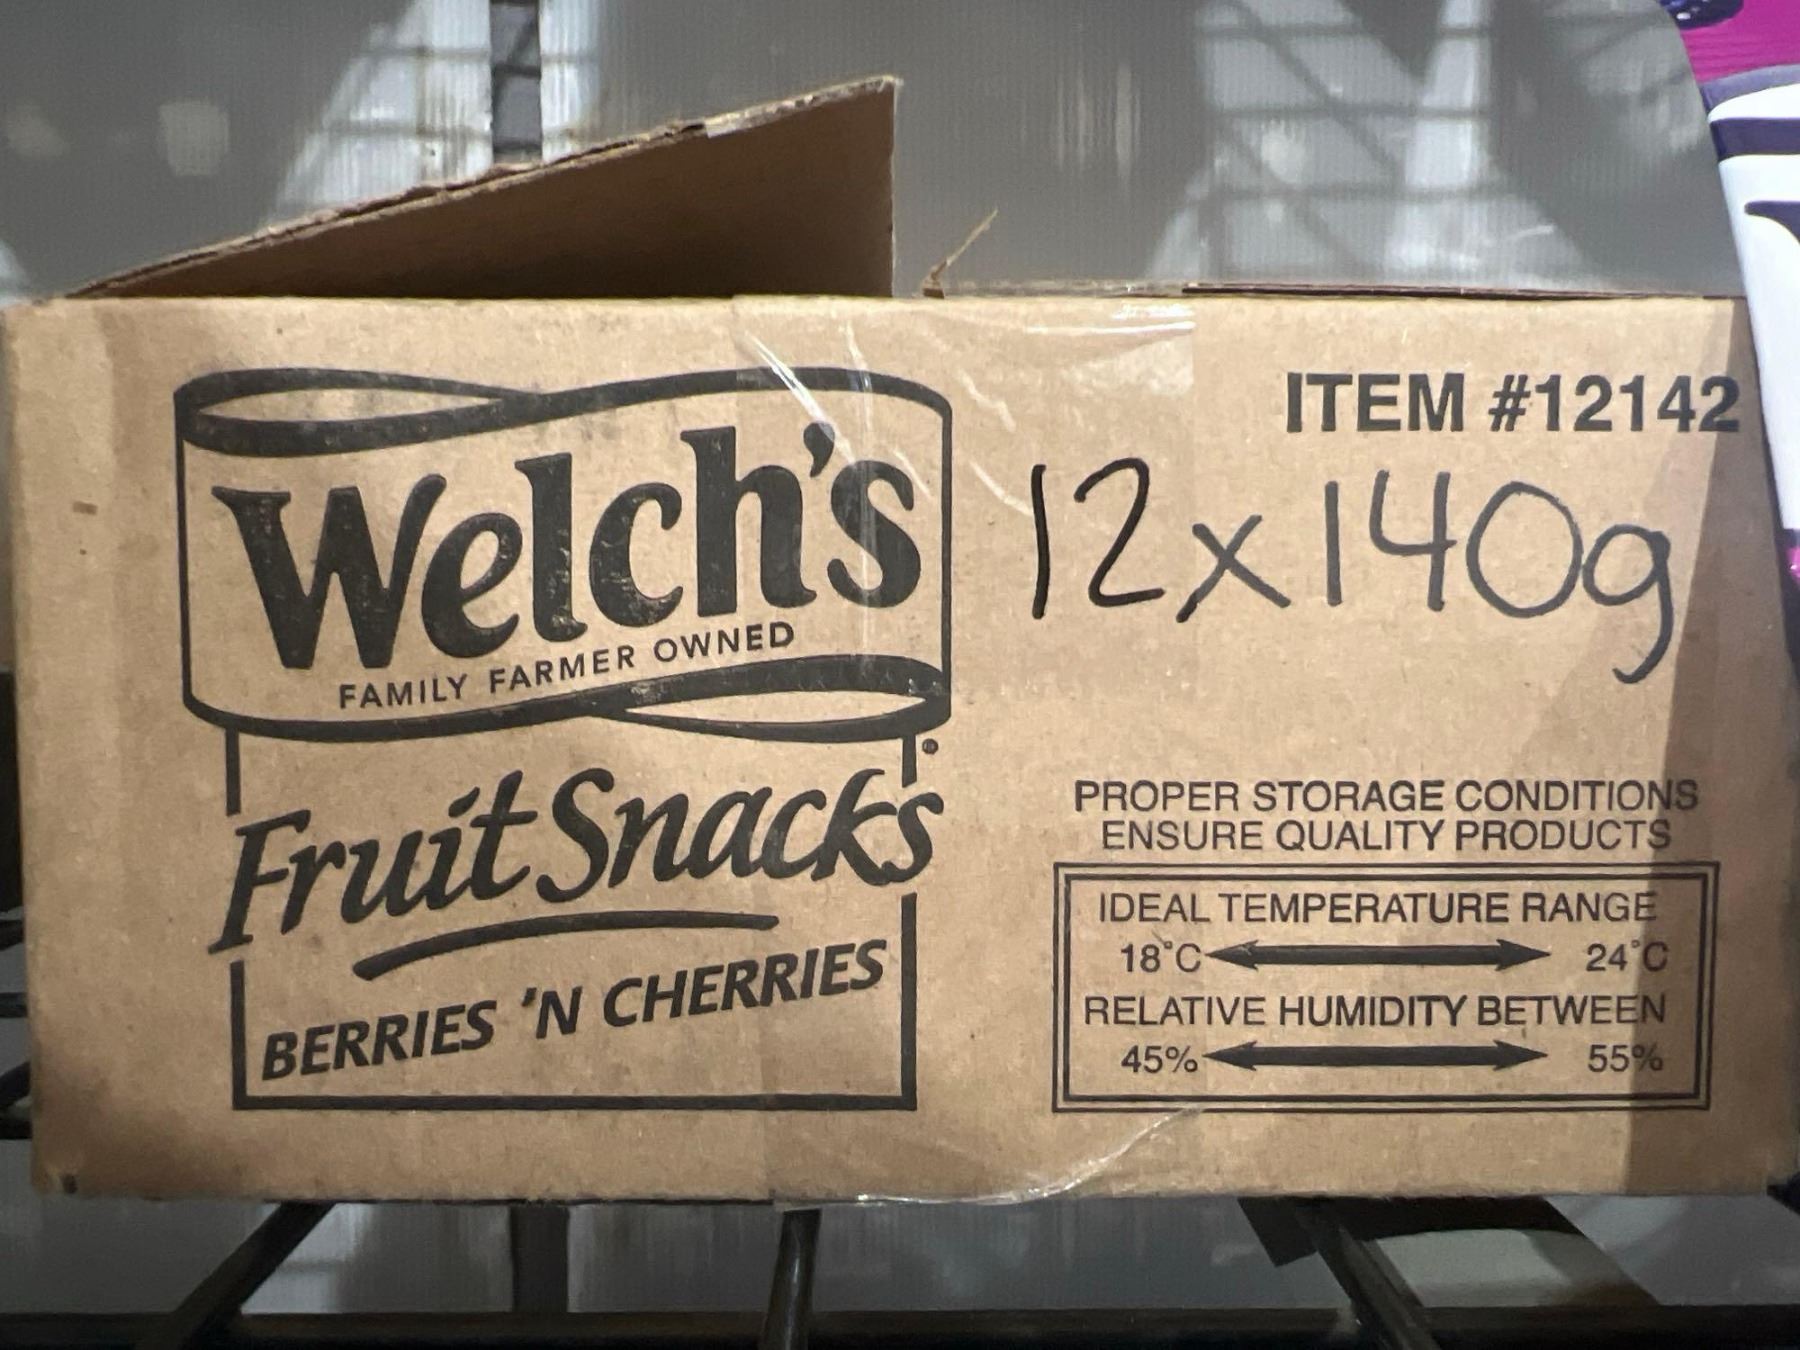 Welch's
FAMILY FARMER OWNED
Fruit Snacks
BERRIES 'N CHERRIES
ITEM #12142
12x140g
PROPER STORAGE CONDITIONS
ENSURE QUALITY PRODUCTS
IDEAL TEMPERATURE RANGE
18°C 24°C
RELATIVE HUMIDITY BETWEEN
45% 55%